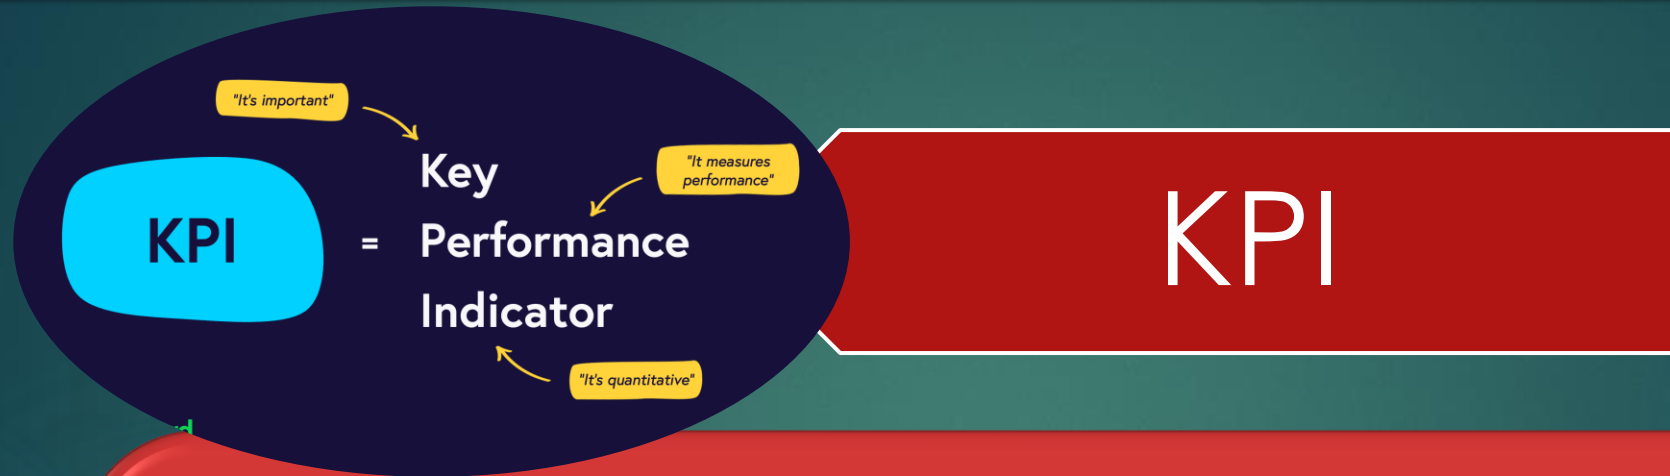 "It's important"
Key
"It measures
performance"
KPI
=
Performance
Indicator
"It's quantitative"
KPI